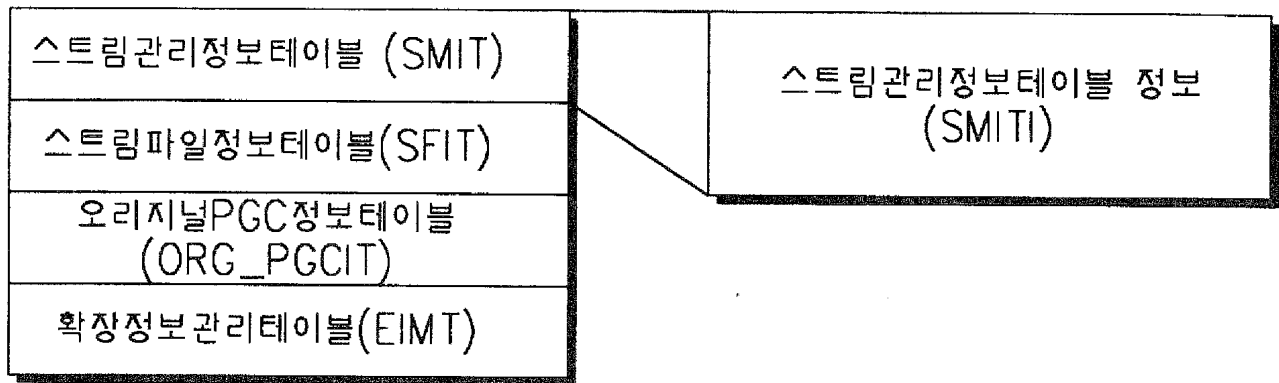 스트림관리정보테이블 (SMIT)
스트림파일정보테이블(SFIT)
오리지널PGC정보테이블
(ORG_PGCIT)
확장정보관리테이블(EIMT)
스트림관리정보테이블 정보
(SMITI)